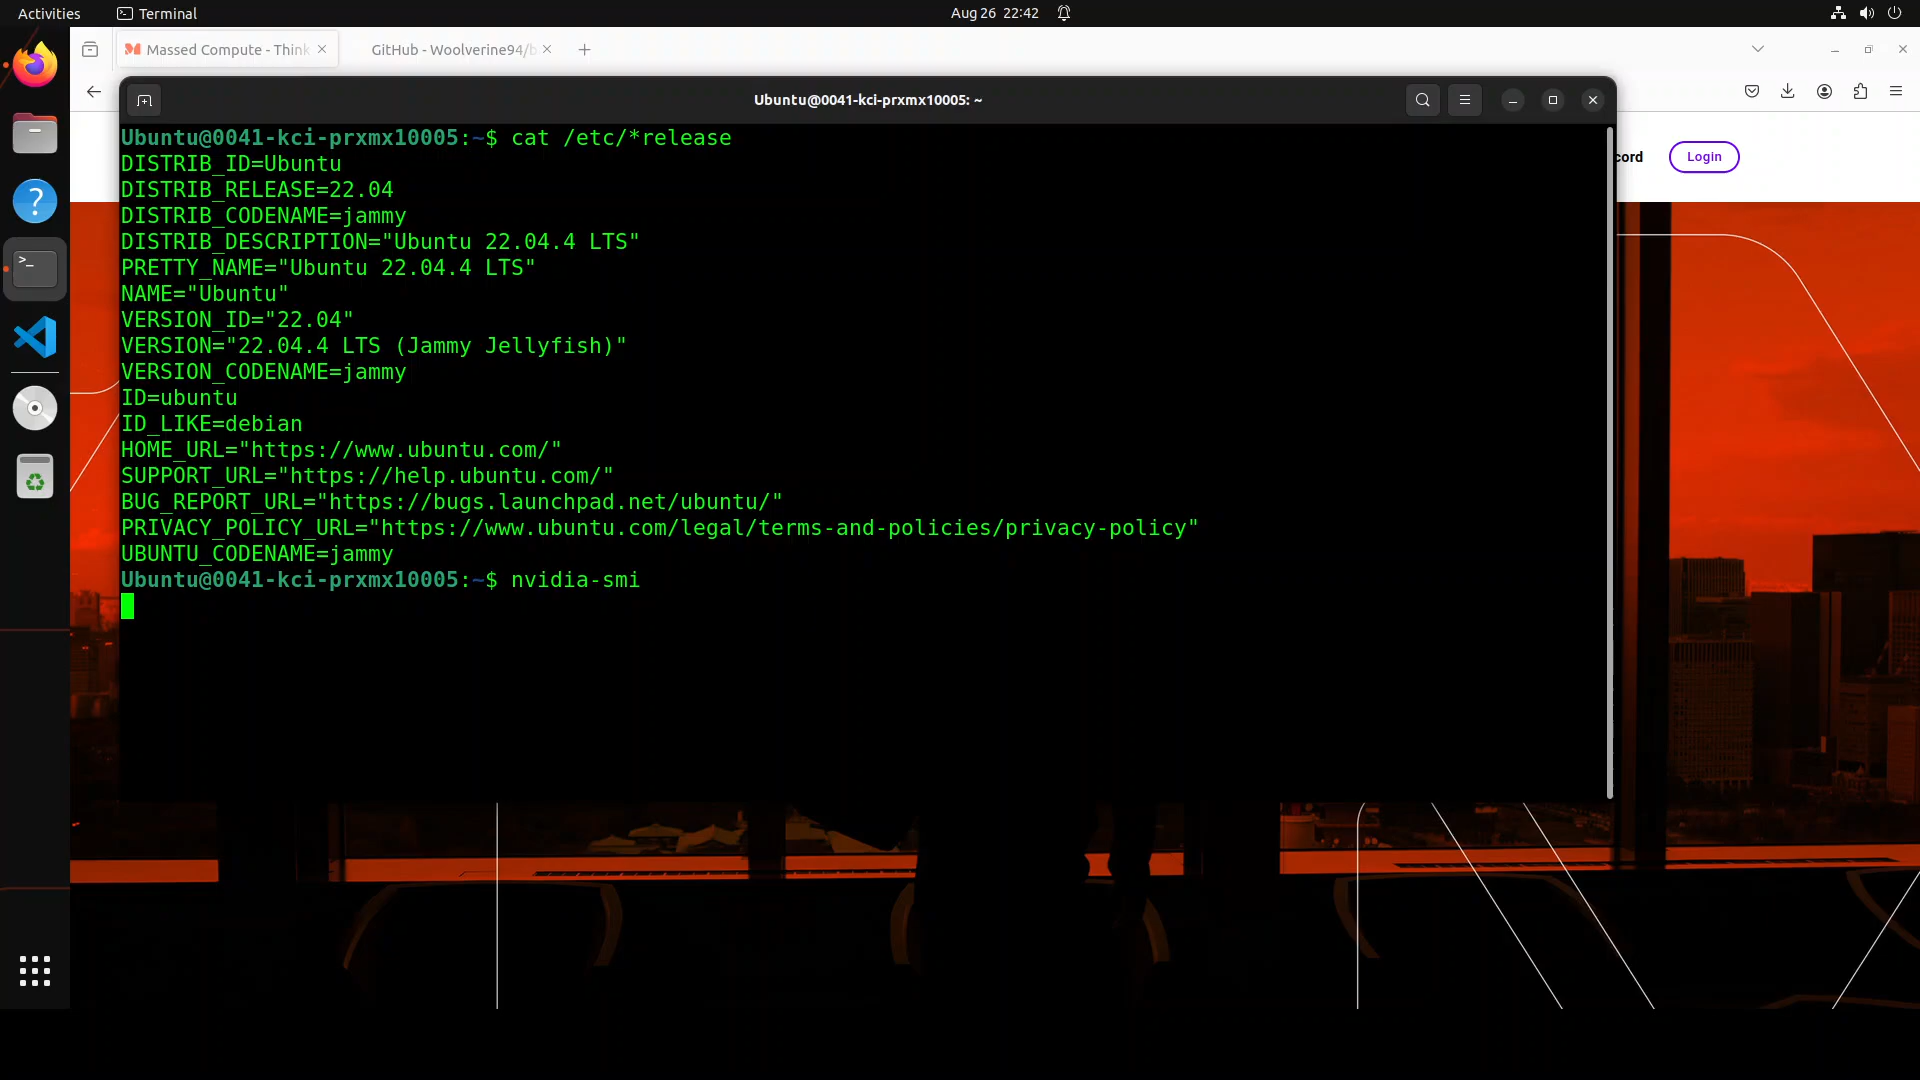 Activities
Terminal
Aug 26 22:42
Massed Compute - Think
GitHub - Woolverine94/b
Ubuntu@0041-kci-prxmx10005: ~
cord
Login
Ubuntu@0041-kci-prxmx10005:~$ cat /etc/*release
DISTRIB_ID=Ubuntu
DISTRIB_RELEASE=22.04
DISTRIB_CODENAME=jammy
DISTRIB_DESCRIPTION="Ubuntu 22.04.4 LTS"
PRETTY_NAME="Ubuntu 22.04.4 LTS"
NAME="Ubuntu"
VERSION_ID="22.04"
VERSION="22.04.4 LTS (Jammy Jellyfish)"
VERSION_CODENAME=jammy
ID=ubuntu
ID_LIKE=debian
HOME_URL="https://www.ubuntu.com/"
SUPPORT_URL="https://help.ubuntu.com/"
BUG_REPORT_URL="https://bugs.launchpad.net/ubuntu/"
PRIVACY_POLICY_URL="https://www.ubuntu.com/legal/terms-and-policies/privacy-policy"
UBUNTU_CODENAME=jammy
Ubuntu@0041-kci-prxmx10005:~$ nvidia-smi